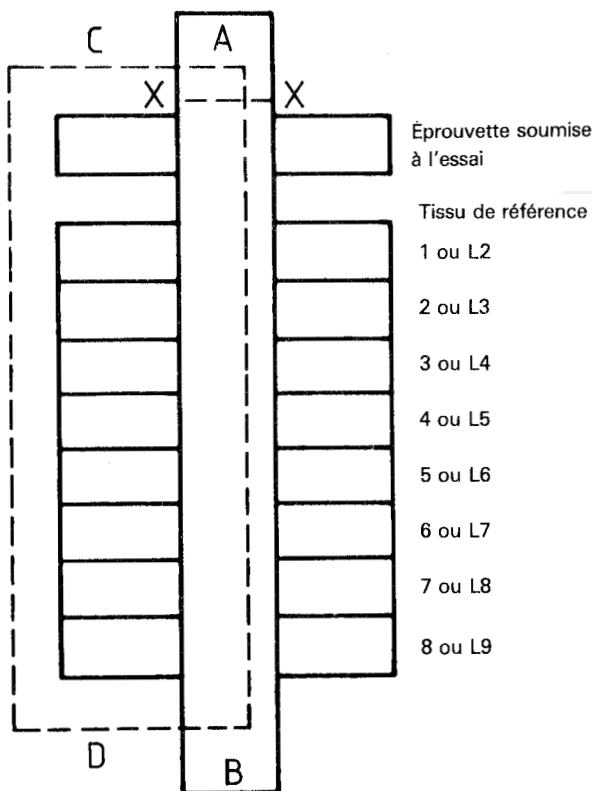 C
A
X
X
Éprouvette soumise
à l'essai
Tissu de référence
1 ou L2
2 ou L3
3 ou L4
4 ou L5
5 ou L6
6 ou L7
7 ou L8
8 ou L9
D
B